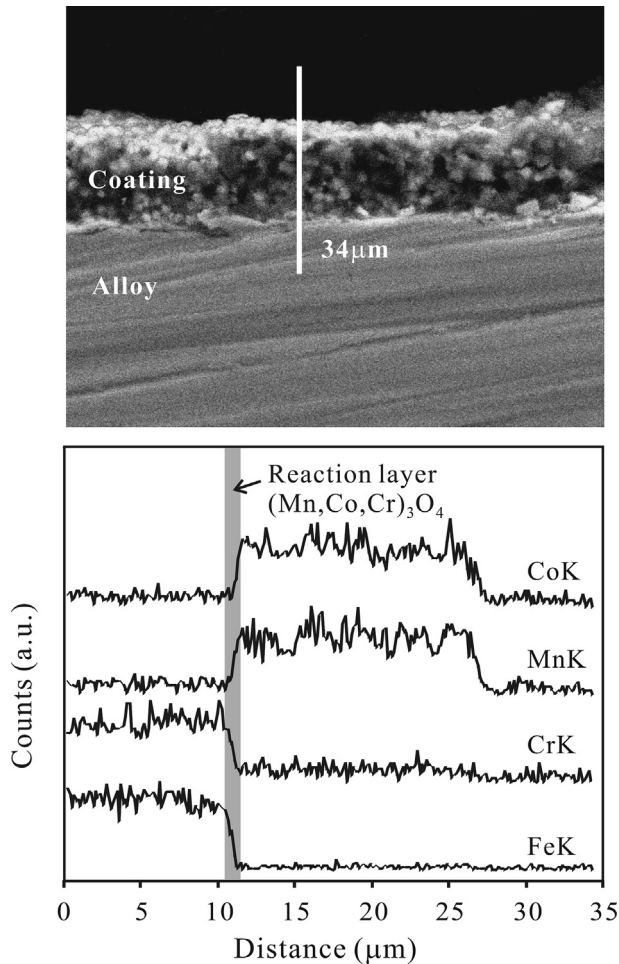 Coating
34μm
Alloy
Reaction layer
(Mn,Co,Cr)₃O₄
CoK
MnK
CrK
FeK
Counts (a.u.)
0 5 10 15 20 25 30 35
Distance (μm)